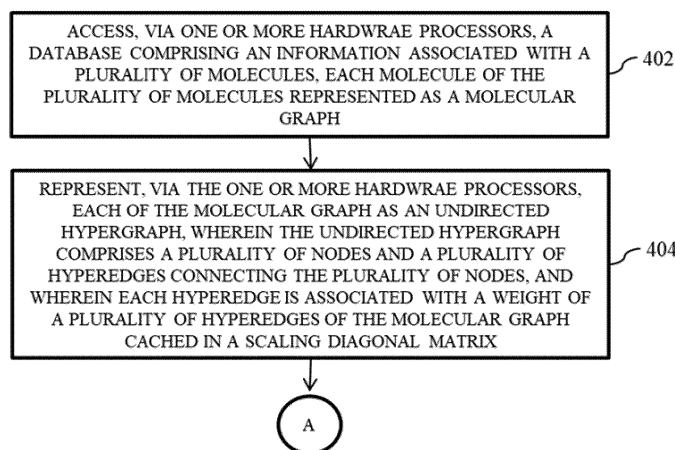 ACCESS, VIA ONE OR MORE HARDWRAE PROCESSORS, A
DATABASE COMPRISING AN INFORMATION ASSOCIATED WITH A
PLURALITY OF MOLECULES, EACH MOLECULE OF THE
PLURALITY OF MOLECULES REPRESENTED AS A MOLECULAR
GRAPH
402
REPRESENT, VIA THE ONE OR MORE HARDWRAE PROCESSORS,
EACH OF THE MOLECULAR GRAPH AS AN UNDIRECTED
HYPERGRAPH, WHEREIN THE UNDIRECTED HYPERGRAPH
COMPRISES A PLURALITY OF NODES AND A PLURALITY OF
HYPEREDGES CONNECTING THE PLURALITY OF NODES, AND
WHEREIN EACH HYPEREDGE IS ASSOCIATED WITH A WEIGHT OF
A PLURALITY OF HYPEREDGES OF THE MOLECULAR GRAPH
CACHED IN A SCALING DIAGONAL MATRIX
404
A